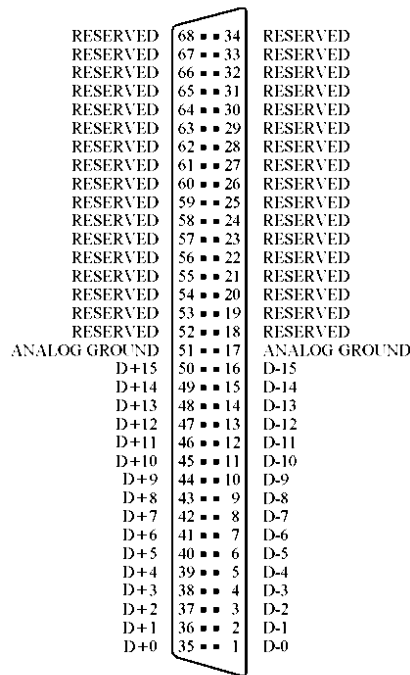 RESERVED 68 34 RESERVED
RESERVED 67 33 RESERVED
RESERVED 66 32 RESERVED
RESERVED 65 31 RESERVED
RESERVED 64 30 RESERVED
RESERVED 63 29 RESERVED
RESERVED 62 28 RESERVED
RESERVED 61 27 RESERVED
RESERVED 60 26 RESERVED
RESERVED 59 25 RESERVED
RESERVED 58 24 RESERVED
RESERVED 57 23 RESERVED
RESERVED 56 22 RESERVED
RESERVED 55 21 RESERVED
RESERVED 54 20 RESERVED
RESERVED 53 19 RESERVED
RESERVED 52 18 RESERVED
ANALOG GROUND 51 17 ANALOG GROUND
D+15 50 16 D-15
D+14 49 15 D-14
D+13 48 14 D-13
D+12 47 13 D-12
D+11 46 12 D-11
D+10 45 11 D-10
D+9 44 10 D-9
D+8 43 9 D-8
D+7 42 8 D-7
D+6 41 7 D-6
D+5 40 6 D-5
D+4 39 5 D-4
D+3 38 4 D-3
D+2 37 3 D-2
D+1 36 2 D-1
D+0 35 1 D-0